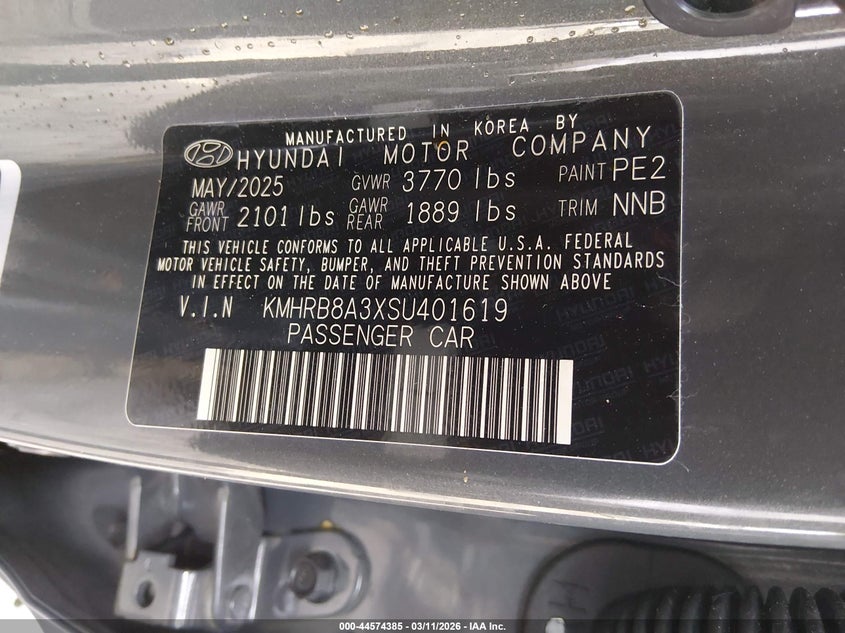 MANUFACTURED IN KOREA BY
HYUNDAI MOTOR COMPANY
MAY/2025 GVWR 3770 lbs PAINT PE2
GAWR FRONT 2101 lbs GAWR REAR 1889 lbs TRIM NNB
THIS VEHICLE CONFORMS TO ALL APPLICABLE U.S.A. FEDERAL
MOTOR VEHICLE SAFETY, BUMPER, AND THEFT PREVENTION STANDARDS
IN EFFECT ON THE DATE OF MANUFACTURE SHOWN ABOVE
V.I.N KMHRB8A3XSU401619
PASSENGER CAR
000-44574385 - 03/11/2026 - IAA Inc.